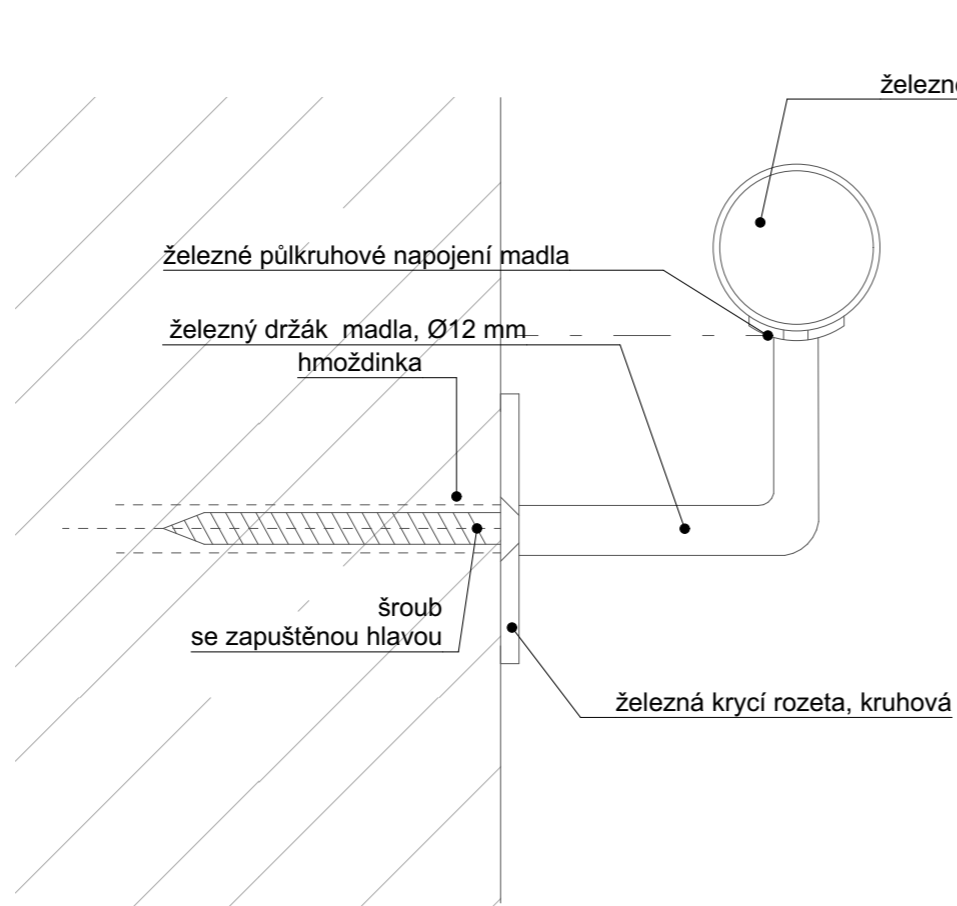 železné půlkruhové napojení madla
železný držák  madla, Ø12 mm
hmoždinka
šroub
se zapuštěnou hlavou
železná krycí rozeta, kruhová